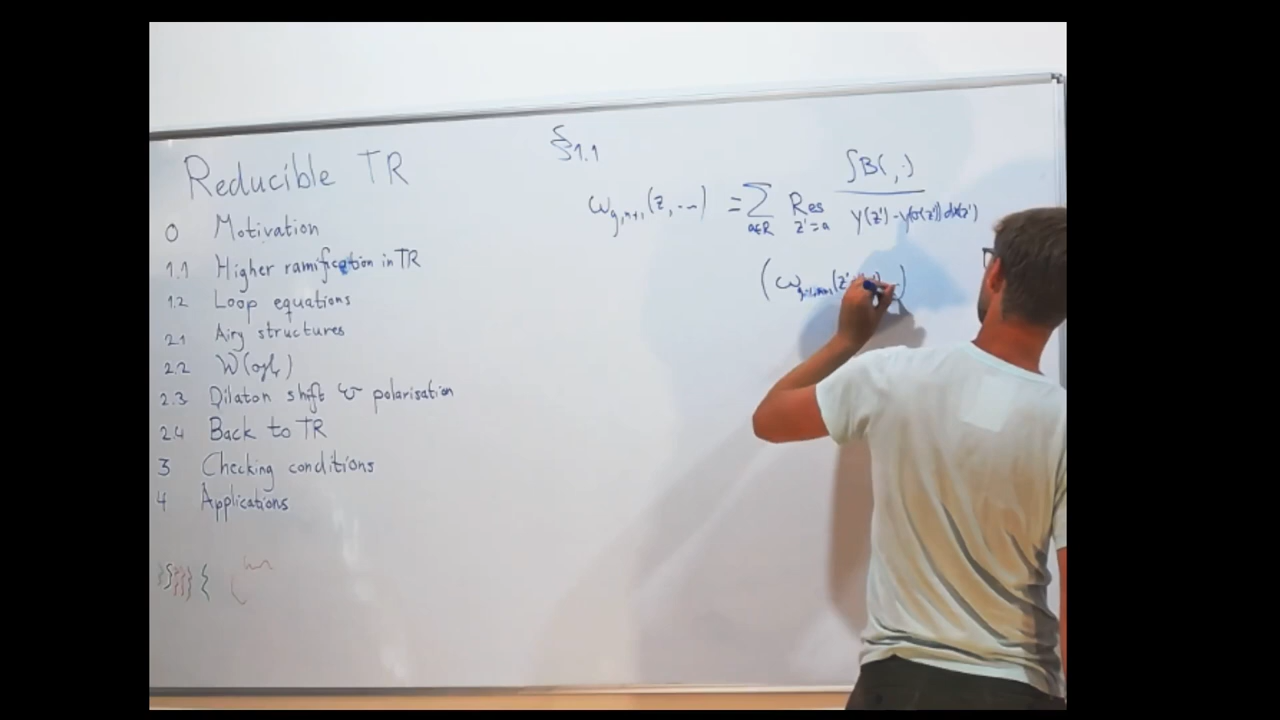 Reducible TR
0 Motivation
1.1 Higher ramification in TR
1.2 Loop equations
2.1 Airy structures
2.2 W(ogl_r)
2.3 Dilaton shift & polarisation
2.4 Back to TR
3 Checking conditions
4 Applications
§1.1
ω_{g,n+1}(z, ...) = Σ_{a∈R} Res_{z'=a} ∫B( , ·) / y(z') - y(σ(z')) dx(z')
(ω